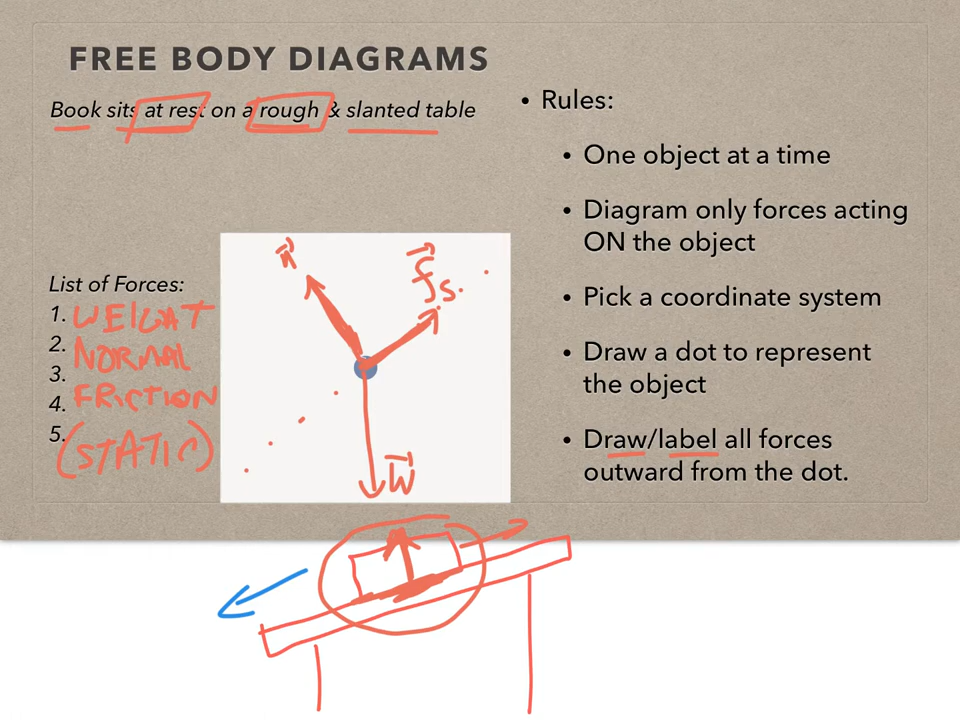 FREE BODY DIAGRAMS
Book sits at rest on a rough & slanted table
List of Forces:
1. WEIGHT
2. NORMAL
3. FRICTION
4.
5. (STATIC)
n
fs
W
• Rules:
• One object at a time
• Diagram only forces acting
ON the object
• Pick a coordinate system
• Draw a dot to represent
the object
• Draw/label all forces
outward from the dot.